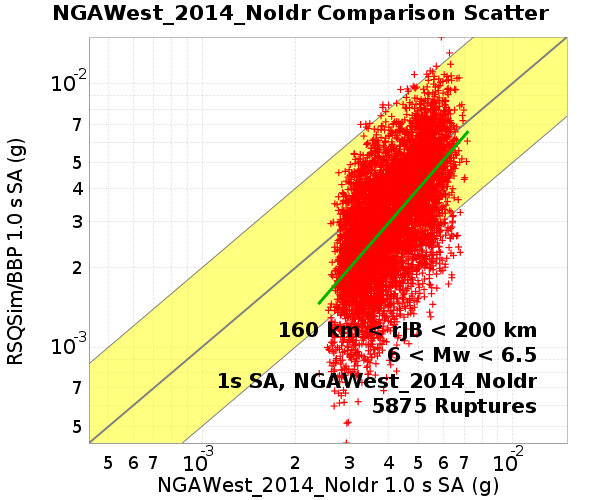 NGAWest_2014_NoIdr Comparison Scatter
RSQSim/BBP 1.0 s SA (g)
10-2
7
5
4
3
2
10-3
7
5
160 km < rJB < 200 km
6 < Mw < 6.5
1s SA, NGAWest_2014_NoIdr
5875 Ruptures
5 6 7 10-3 2 3 4 5 6 7 10-2
NGAWest_2014_NoIdr 1.0 s SA (g)